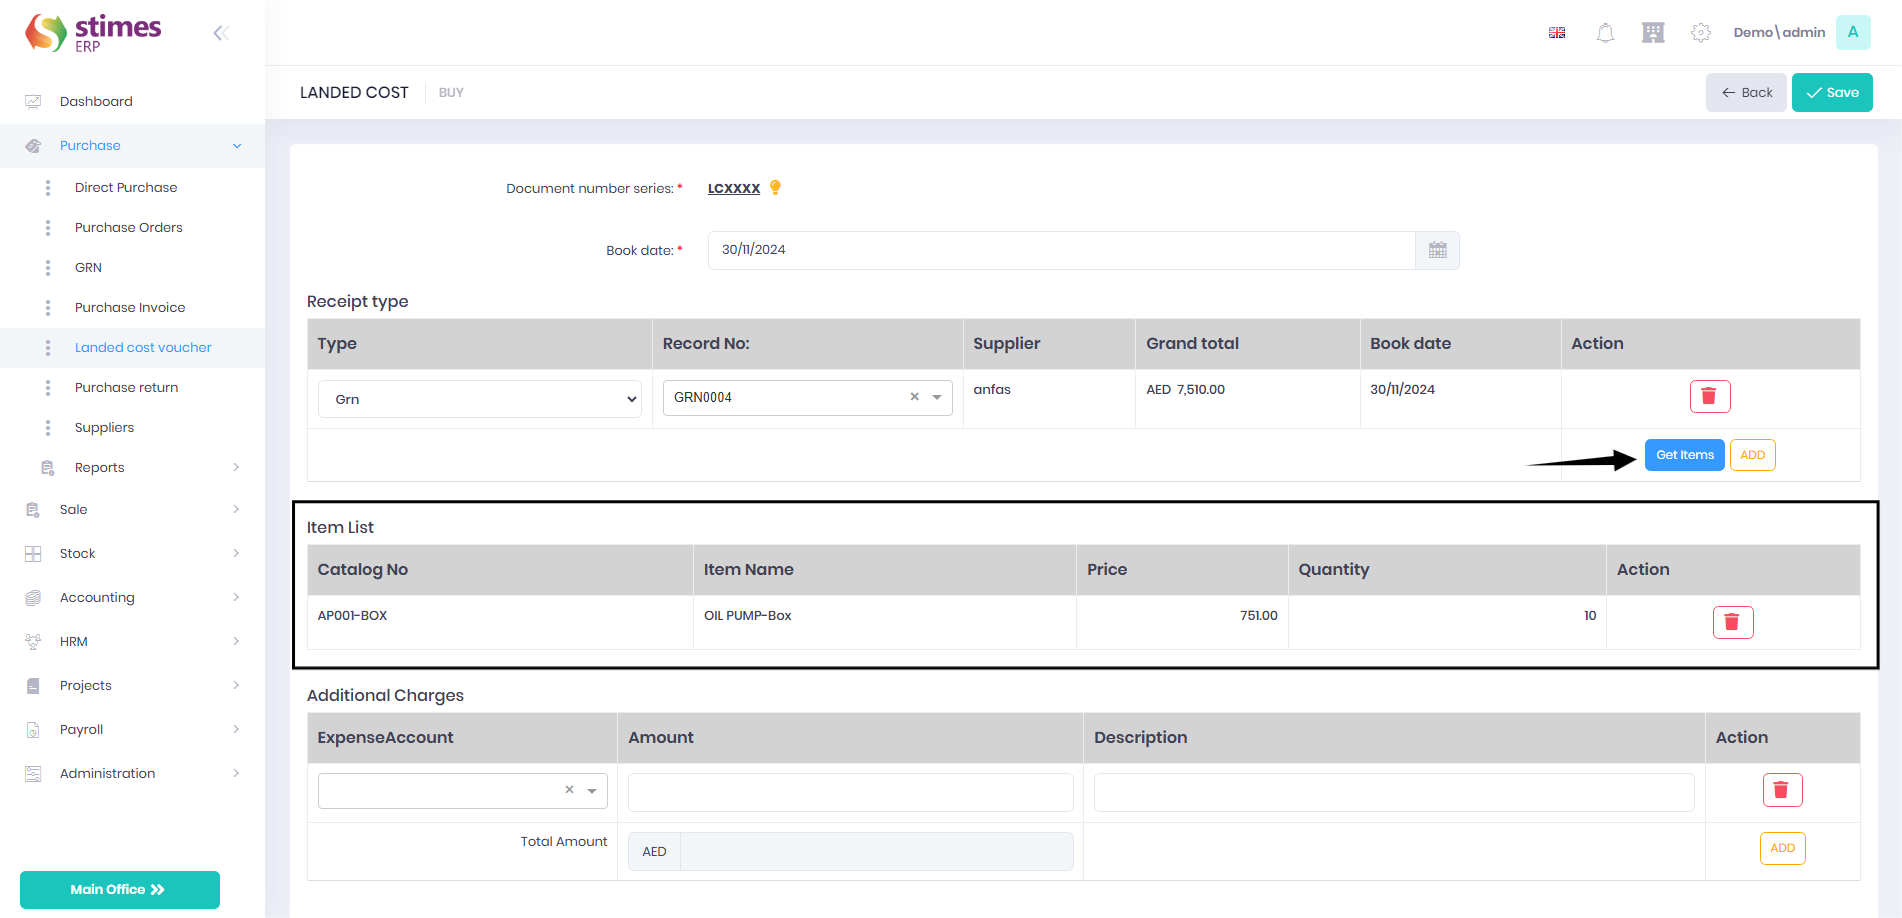 stimes
ERP
Demo\admin
A
LANDED COST
BUY
Back
Save
Dashboard
Purchase
Direct Purchase
Purchase Orders
GRN
Purchase Invoice
Landed cost voucher
Purchase return
Suppliers
Reports
Sale
Stock
Accounting
HRM
Projects
Payroll
Administration
Main Office
Document number series: * LCXXXX
Book date: * 30/11/2024
Receipt type
Type Record No: Supplier Grand total Book date Action
Grn GRN0004 × anfas AED 7,510.00 30/11/2024
Get Items ADD
Item List
Catalog No Item Name Price Quantity Action
AP001-BOX OIL PUMP-Box 751.00 10
Additional Charges
ExpenseAccount Amount Description Action
×
Total Amount AED ADD